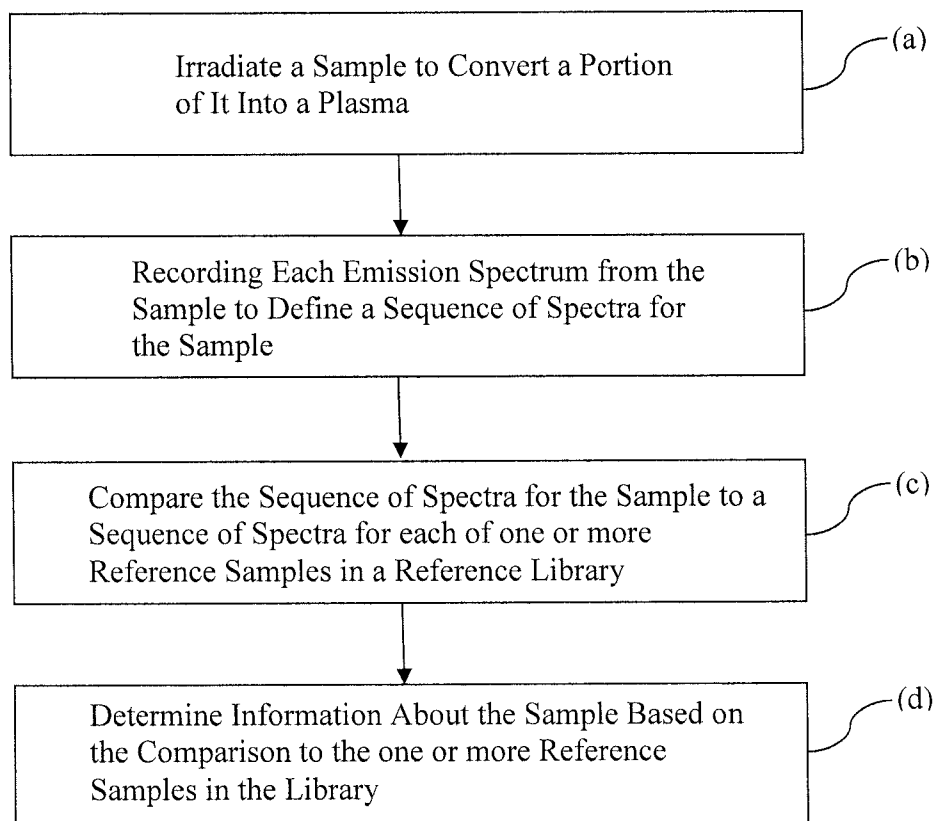 (a)
Irradiate a Sample to Convert a Portion
of It Into a Plasma
(b)
Recording Each Emission Spectrum from the
Sample to Define a Sequence of Spectra for
the Sample
(c)
Compare the Sequence of Spectra for the Sample to a
Sequence of Spectra for each of one or more
Reference Samples in a Reference Library
(d)
Determine Information About the Sample Based on
the Comparison to the one or more Reference
Samples in the Library